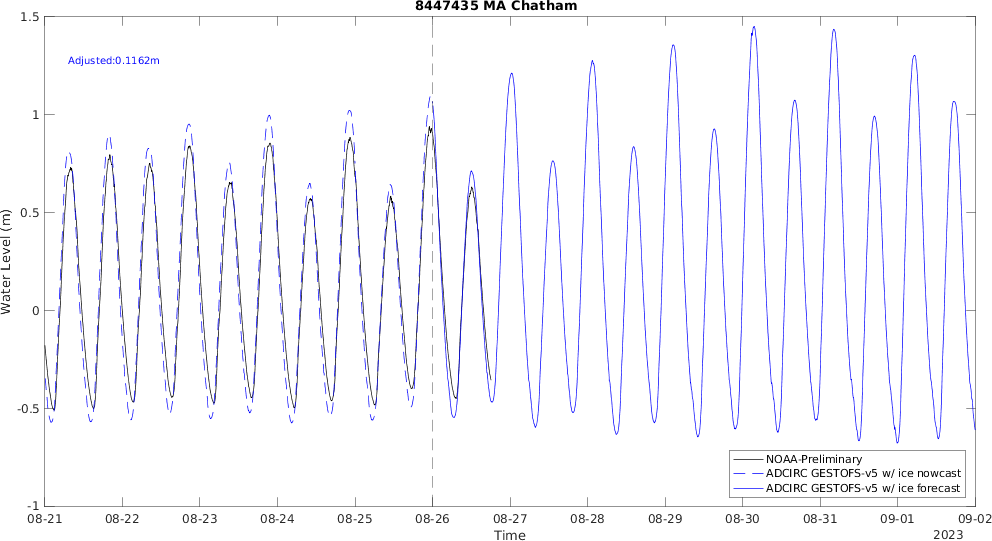 8447435 MA Chatham
Adjusted:0.1162m
1.5
1
0.5
0
-0.5
-1
Water Level (m)
NOAA-Preliminary
ADCIRC GESTOFS-v5 w/ ice nowcast
ADCIRC GESTOFS-v5 w/ ice forecast
08-21 08-22 08-23 08-24 08-25 08-26 08-27 08-28 08-29 08-30 08-31 09-01 09-02
Time
2023